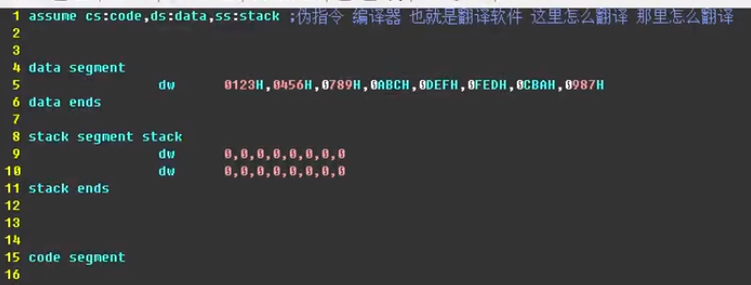 1 assume cs:code,ds:data,ss:stack ;伪指令 编译器 也就是翻译软件 这里怎么翻译 那里怎么翻译
2
3
4 data segment
5 dw 0123H,0456H,0789H,0ABCH,0DEFH,0FEDH,0CBAH,0987H
6 data ends
7
8 stack segment stack
9 dw 0,0,0,0,0,0,0,0
10 dw 0,0,0,0,0,0,0,0
11 stack ends
12
13
14
15 code segment
16